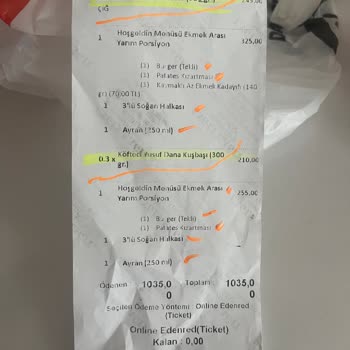 ÇİĞ
1 Hoşgeldin Menüsü Ekmek Arası 325,00
Yarım Porsiyon
(1) Burger (Tekli)
(1) Patates Kızartması
(1) Kaymaklı Az Ekmek Kadayıfı (140
gr) (70,00 TL)
1 3'lü Soğan Halkası
1 Ayran (250 ml)
0.3 x Köfteci Yusuf Dana Kuşbaşı (300 210,00
gr.)
1 Hoşgeldin Menüsü Ekmek Arası 255,00
Yarım Porsiyon
(1) Burger (Tekli)
(1) Patates Kızartması
1 3'lü Soğan Halkası
1 Ayran (250 ml)
Ödenen : 1035,0 Toplam : 1035,0
0 0
Seçilen Ödeme Yöntemi: Online Edenred
(Ticket)
Online Edenred(Ticket)
Kalan : 0,00